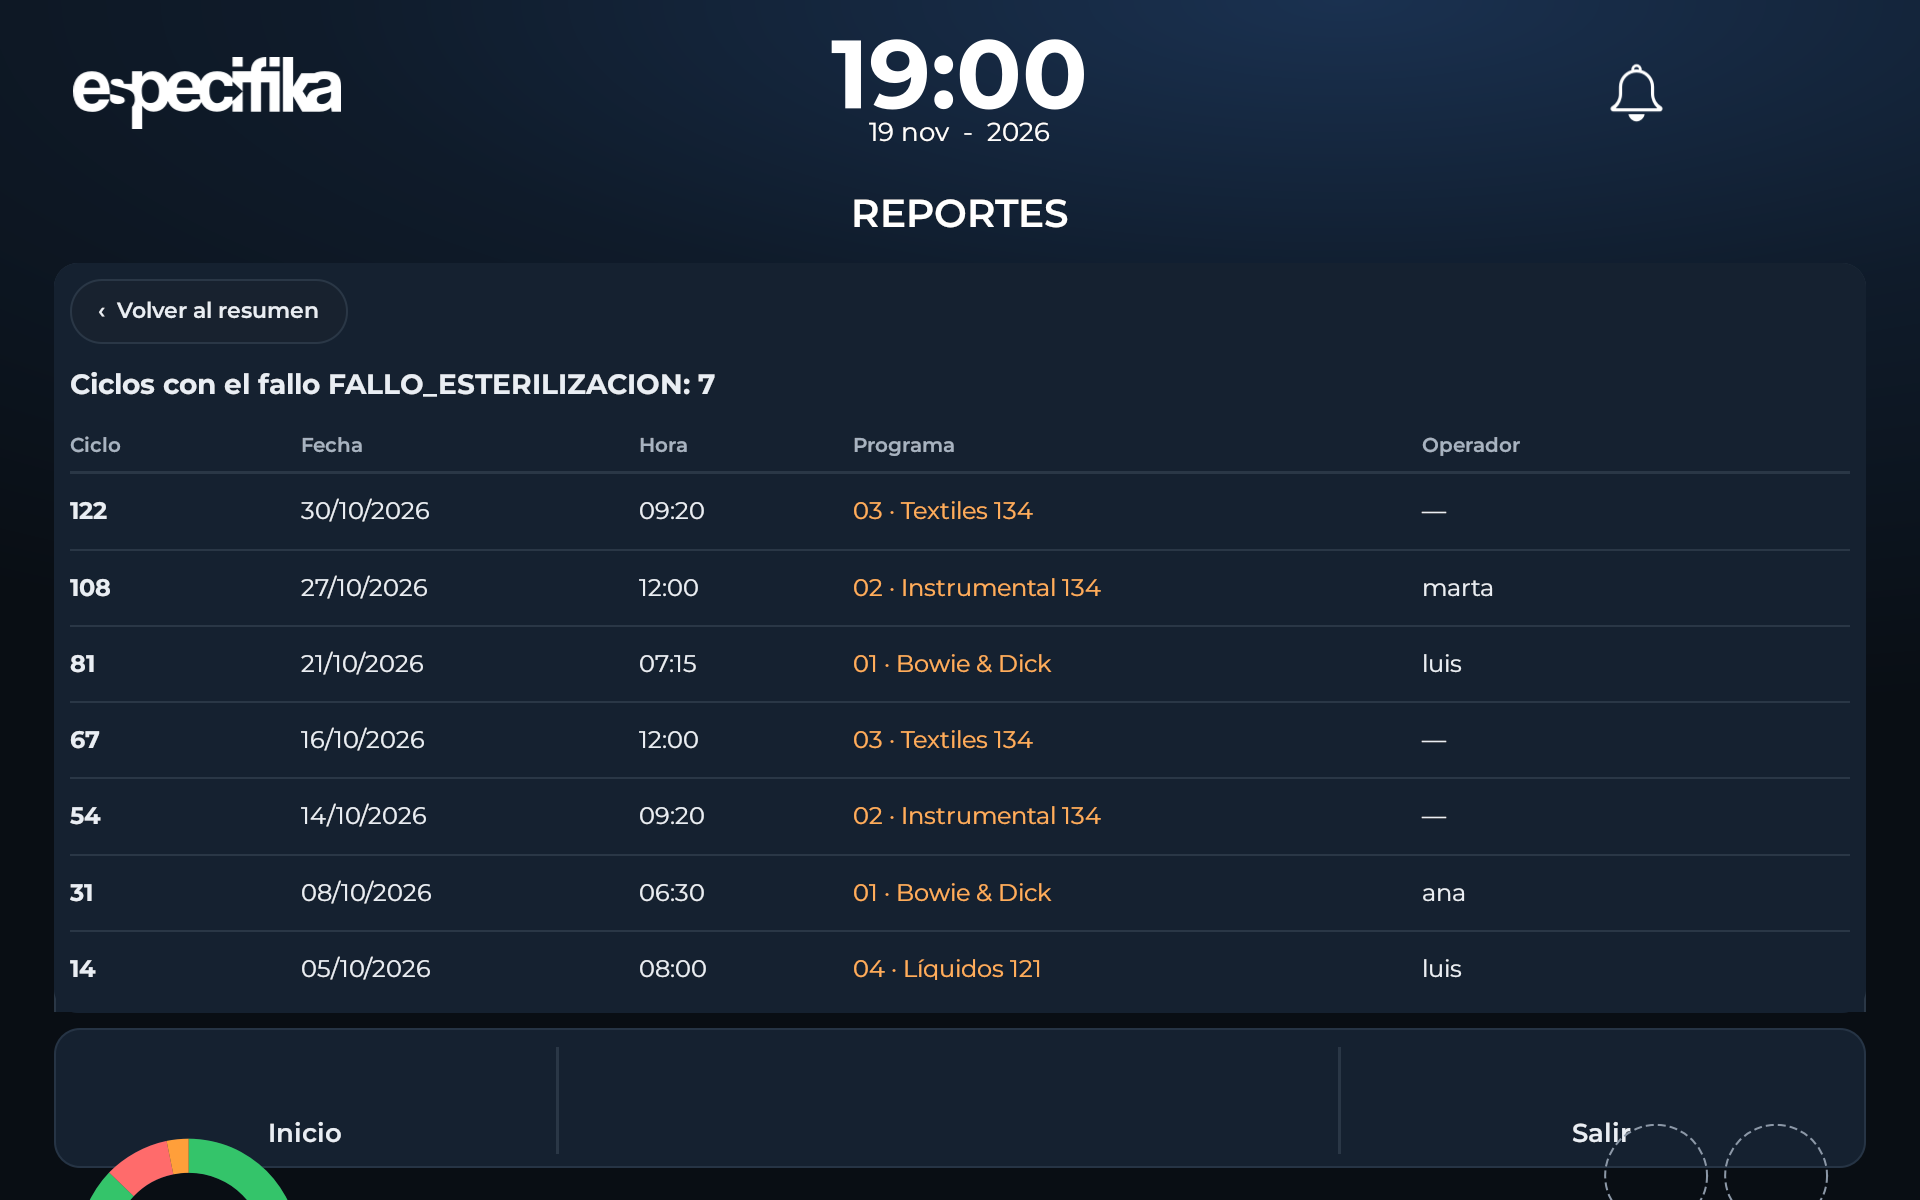 especifika
19:00
19 nov - 2026
REPORTES
‹ Volver al resumen
Ciclos con el fallo FALLO_ESTERILIZACION: 7
Ciclo Fecha Hora Programa Operador
122 30/10/2026 09:20 03 · Textiles 134 —
108 27/10/2026 12:00 02 · Instrumental 134 marta
81 21/10/2026 07:15 01 · Bowie & Dick luis
67 16/10/2026 12:00 03 · Textiles 134 —
54 14/10/2026 09:20 02 · Instrumental 134 —
31 08/10/2026 06:30 01 · Bowie & Dick ana
14 05/10/2026 08:00 04 · Líquidos 121 luis
Inicio Salir